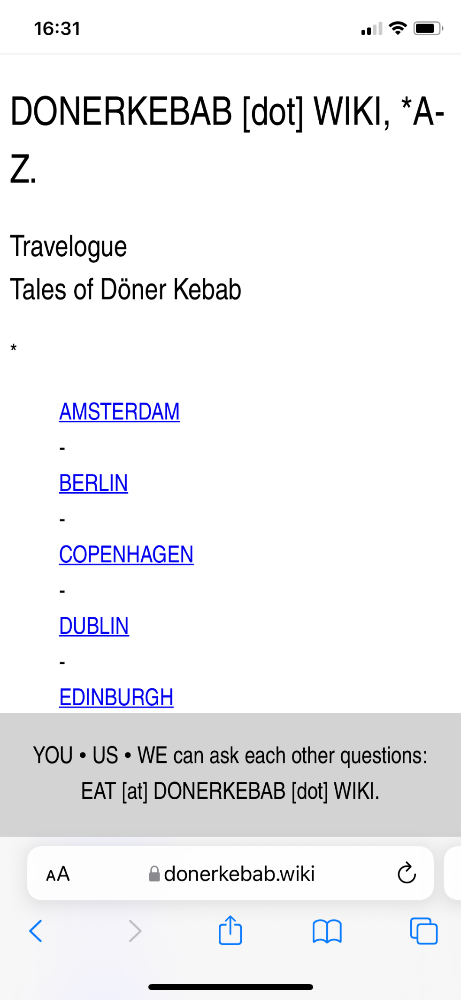 16:31
DONERKEBAB [dot] WIKI, *A-
Z.
Travelogue
Tales of Döner Kebab
*
AMSTERDAM
-
BERLIN
-
COPENHAGEN
-
DUBLIN
-
EDINBURGH
YOU • US • WE can ask each other questions:
EAT [at] DONERKEBAB [dot] WIKI.
AA donerkebab.wiki